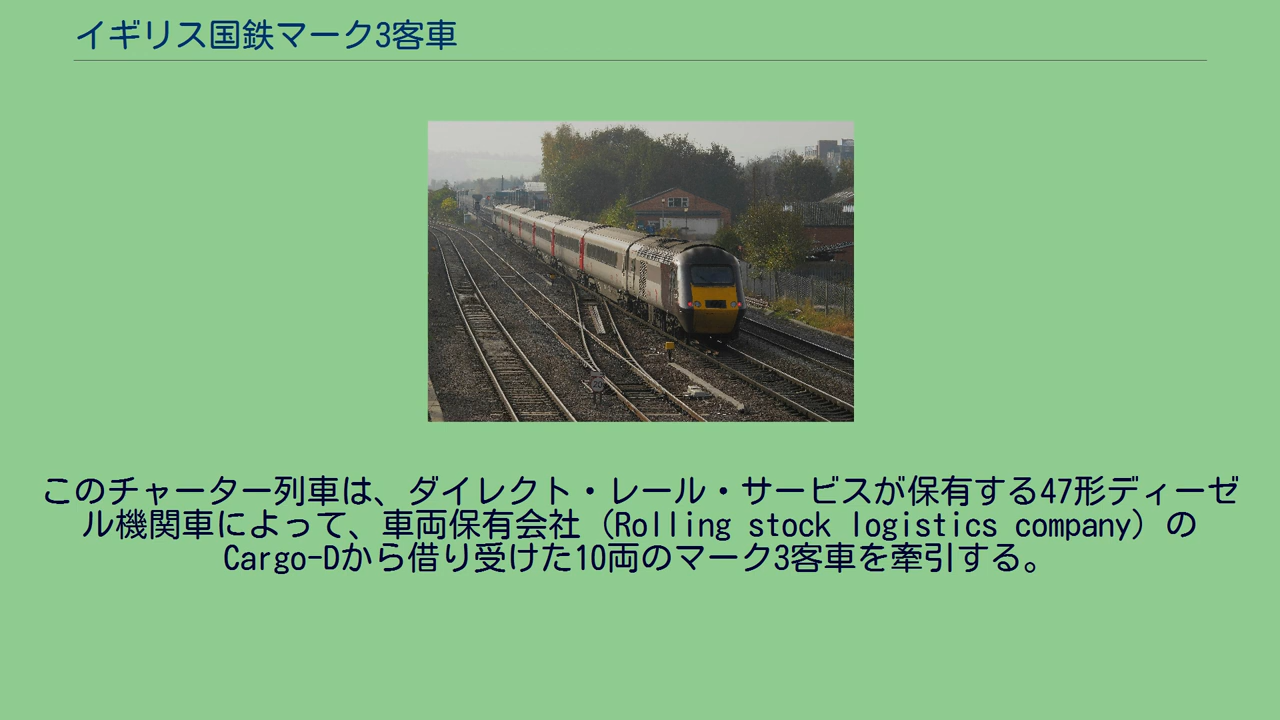 イギリス国鉄マーク3客車
このチャーター列車は、ダイレクト・レール・サービスが保有する47形ディーゼ
ル機関車によって、車両保有会社（Rolling stock logistics company）の
Cargo-Dから借り受けた10両のマーク3客車を牽引する。